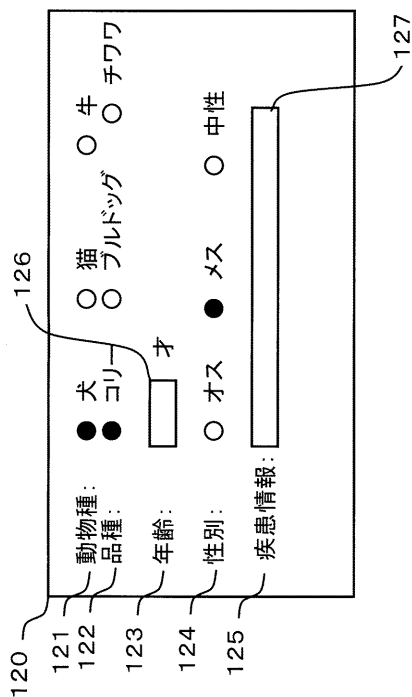 120
121 動物種: ●犬 ○猫 ○牛
122 品種: ●コリー ○ブルドッグ ○チワワ
126
123 年齢: 才
124 性別: ○オス ●メス ○中性
125 疾患情報:
127